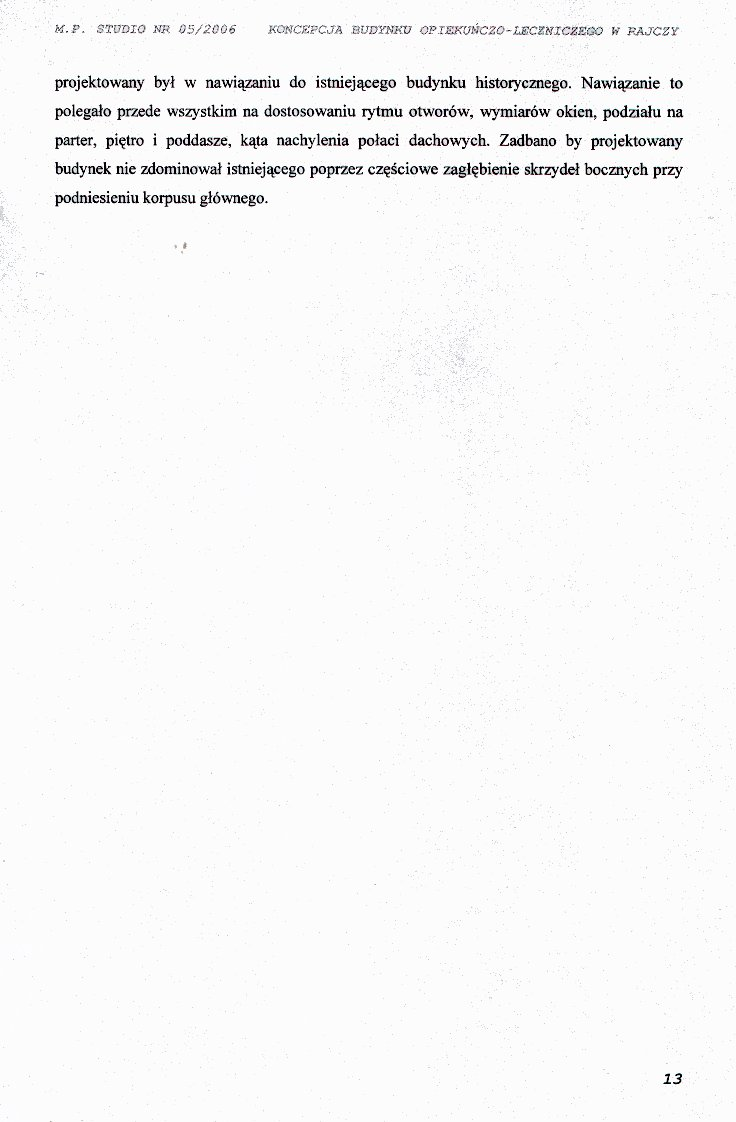 M.P. STUDIO NR 05/2006 KONCEPCJA BUDYNKU OPIEKUŃCZO-LECZNICZEGO W RAJCZY
projektowany był w nawiązaniu do istniejącego budynku historycznego. Nawiązanie to
polegało przede wszystkim na dostosowaniu rytmu otworów, wymiarów okien, podziału na
parter, piętro i poddasze, kąta nachylenia połaci dachowych. Zadbano by projektowany
budynek nie zdominował istniejącego poprzez częściowe zagłębienie skrzydeł bocznych przy
podniesieniu korpusu głównego.
13